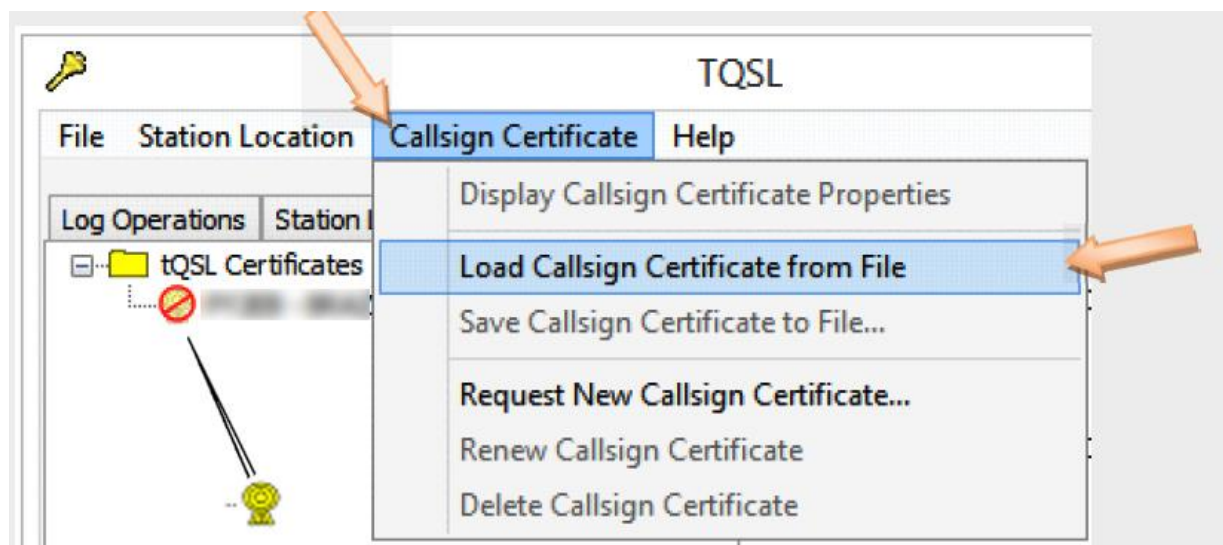 TQSL
File Station Location Callsign Certificate Help
Display Callsign Certificate Properties
Log Operations Station
tQSL Certificates
Load Callsign Certificate from File
Save Callsign Certificate to File...
Request New Callsign Certificate...
Renew Callsign Certificate
Delete Callsign Certificate